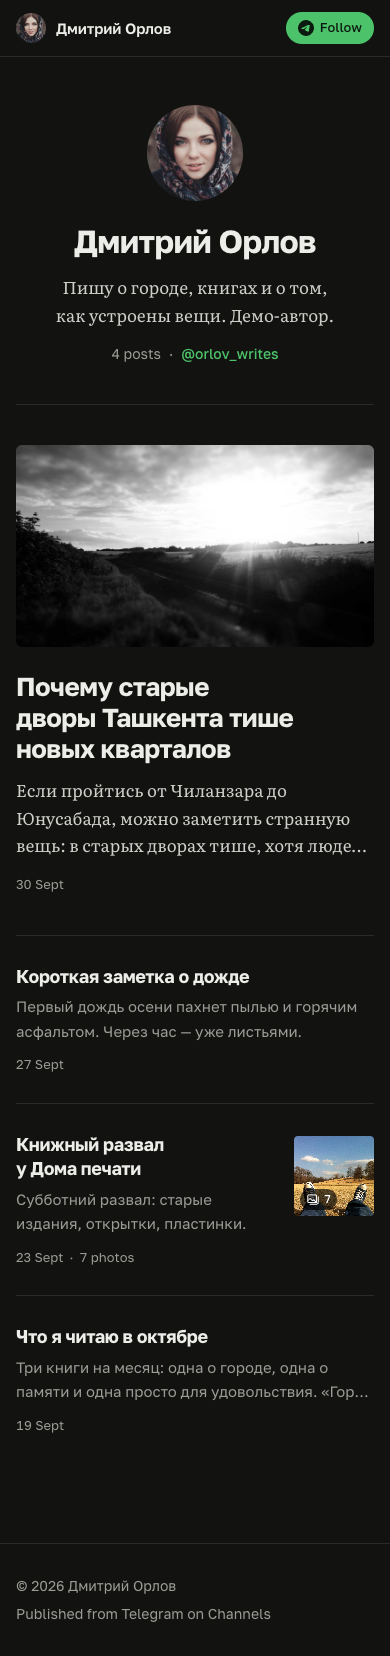 Дмитрий Орлов
Follow
Дмитрий Орлов
Пишу о городе, книгах и о том,
как устроены вещи. Демо-автор.
4 posts · @orlov_writes
Почему старые
дворы Ташкента тише
новых кварталов
Если пройтись от Чиланзара до
Юнусабада, можно заметить странную
вещь: в старых дворах тише, хотя люде...
30 Sept
Короткая заметка о дожде
Первый дождь осени пахнет пылью и горячим
асфальтом. Через час — уже листьями.
27 Sept
Книжный развал
у Дома печати
Субботний развал: старые
издания, открытки, пластинки.
7
23 Sept · 7 photos
Что я читаю в октябре
Три книги на месяц: одна о городе, одна о
памяти и одна просто для удовольствия. «Гор...
19 Sept
© 2026 Дмитрий Орлов
Published from Telegram on Channels